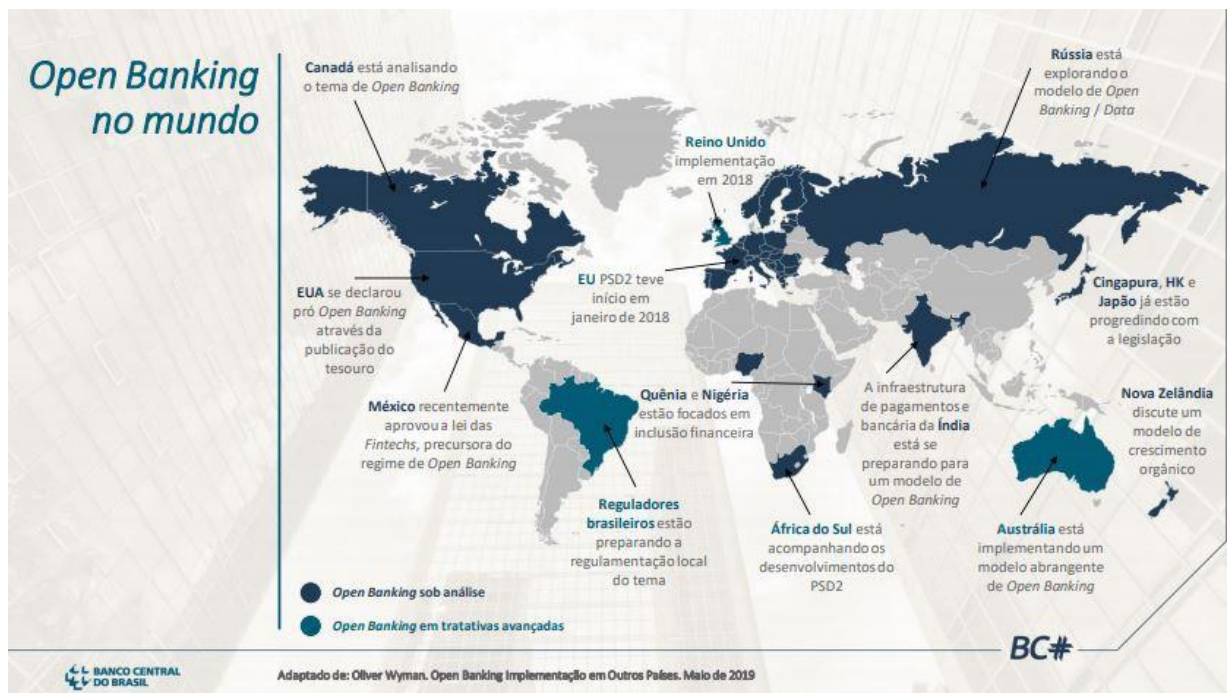 Open Banking
no mundo
Canadá está analisando
o tema de Open Banking
Rússia está
explorando o
modelo de Open
Banking / Data
Reino Unido
implementação
em 2018
EUA se declarou
pró Open Banking
através da
publicação do
tesouro
EU PSD2 teve
início em
janeiro de 2018
Cingapura, HK e
Japão já estão
progredindo com
a legislação
México recentemente
aprovou a lei das
Fintechs, precursora do
regime de Open Banking
Quênia e Nigéria
estão focados em
inclusão financeira
A infraestrutura
de pagamentos e
bancária da Índia
está se
preparando para
um modelo de
Open Banking
Nova Zelândia
discute um
modelo de
crescimento
orgânico
Reguladores
brasileiros estão
preparando a
regulamentação local
do tema
África do Sul está
acompanhando os
desenvolvimentos do
PSD2
Austrália está
implementando um
modelo abrangente
de Open Banking
Open Banking sob análise
Open Banking em tratativas avançadas
BC#
BANCO CENTRAL
DO BRASIL
Adaptado de: Oliver Wyman. Open Banking Implementação em Outros Países. Maio de 2019